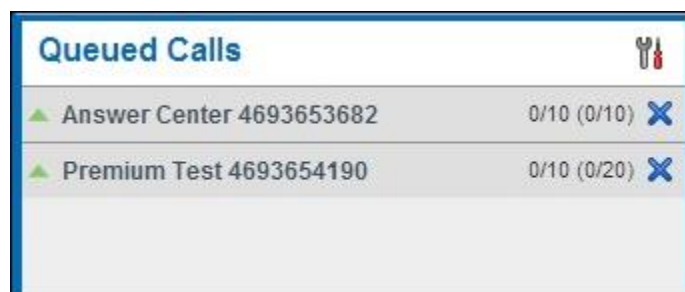 Queued Calls
Answer Center 4693653682 0/10 (0/10)
Premium Test 4693654190 0/10 (0/20)